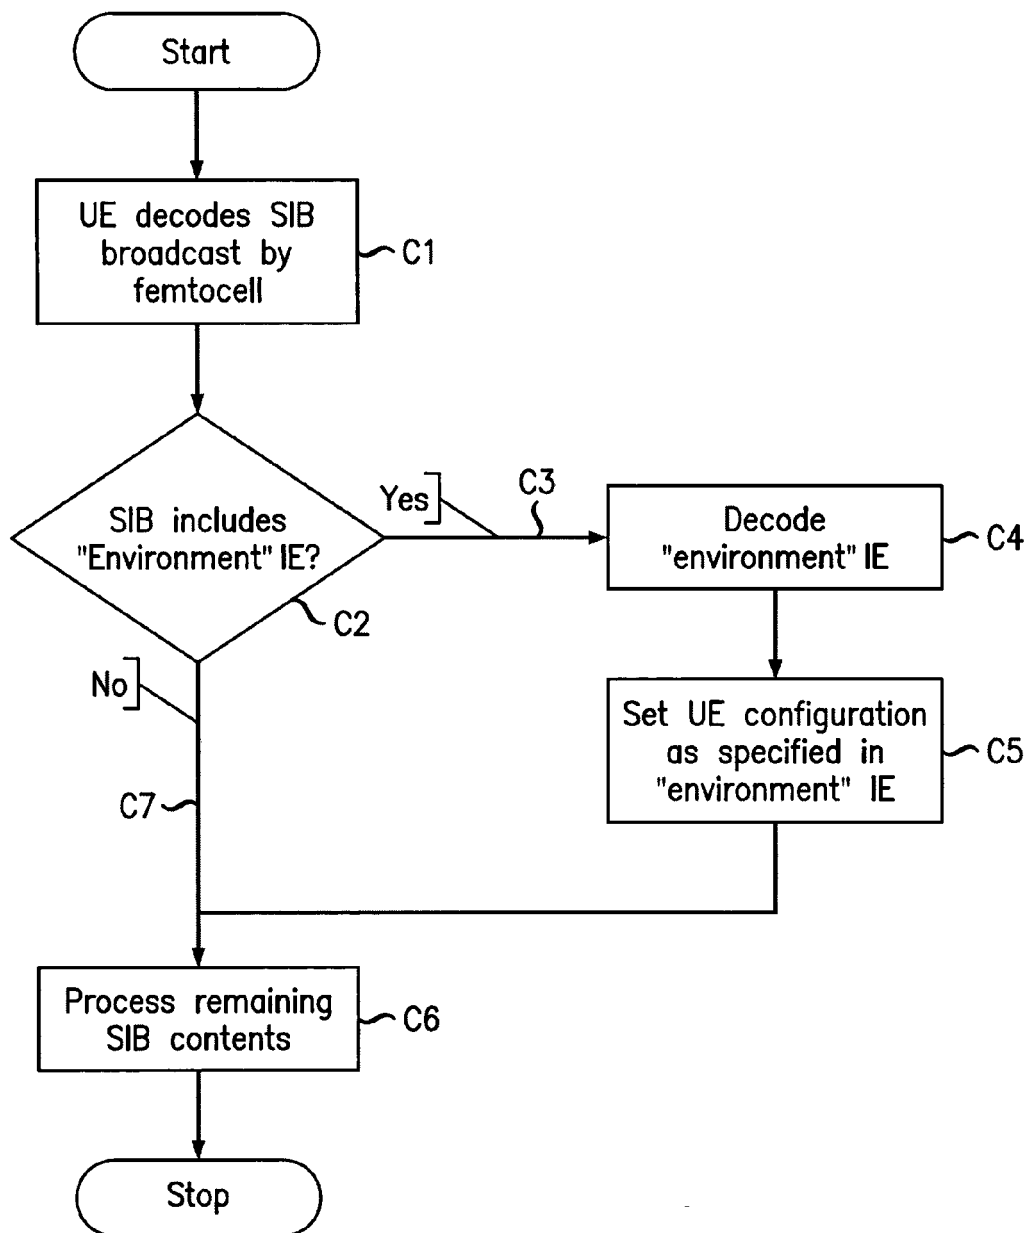 Start
UE decodes SIB
broadcast by
femtocell
C1
SIB includes
"Environment" IE?
C2
Yes
C3
Decode
"environment" IE
C4
Set UE configuration
as specified in
"environment" IE
C5
No
C7
Process remaining
SIB contents
C6
Stop